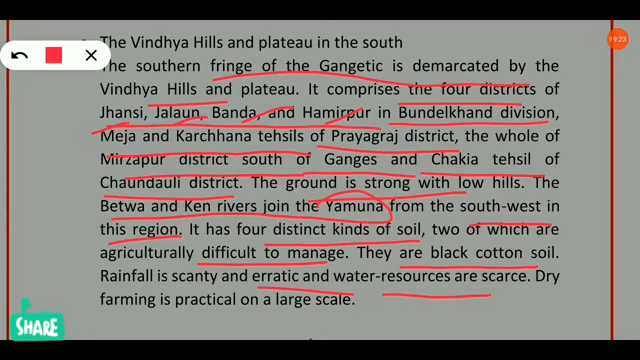 19:23
The Vindhya Hills and plateau in the south
The southern fringe of the Gangetic is demarcated by the
Vindhya Hills and plateau. It comprises the four districts of
Jhansi, Jalaun, Banda, and Hamirpur in Bundelkhand division,
Meja and Karchhana tehsils of Prayagraj district, the whole of
Mirzapur district south of Ganges and Chakia tehsil of
Chaundauli district. The ground is strong with low hills. The
Betwa and Ken rivers join the Yamuna from the south-west in
this region. It has four distinct kinds of soil, two of which are
agriculturally difficult to manage. They are black cotton soil.
Rainfall is scanty and erratic and water-resources are scarce. Dry
farming is practical on a large scale.
SHARE